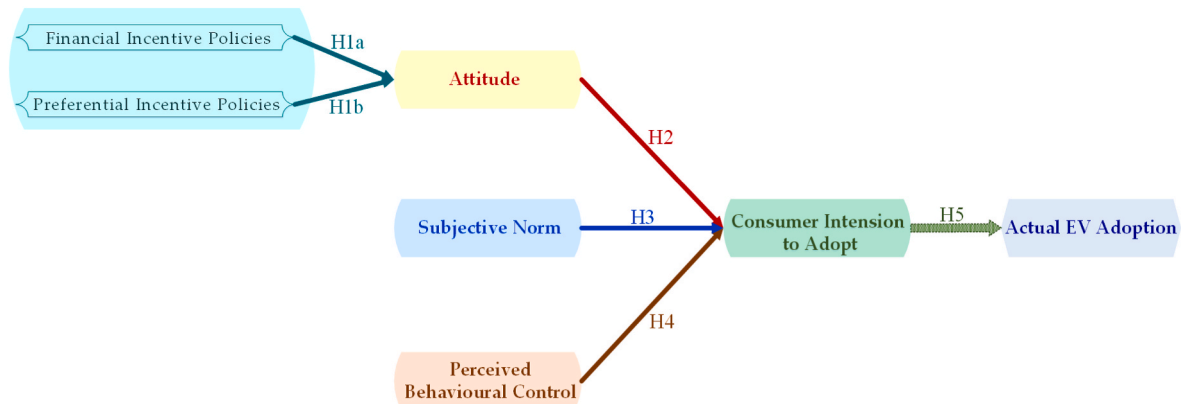 Financial Incentive Policies
H1a
Preferential Incentive Policies
H1b
Attitude
H2
Subjective Norm
H3
Consumer Intension
to Adopt
H5
Actual EV Adoption
H4
Perceived
Behavioural Control